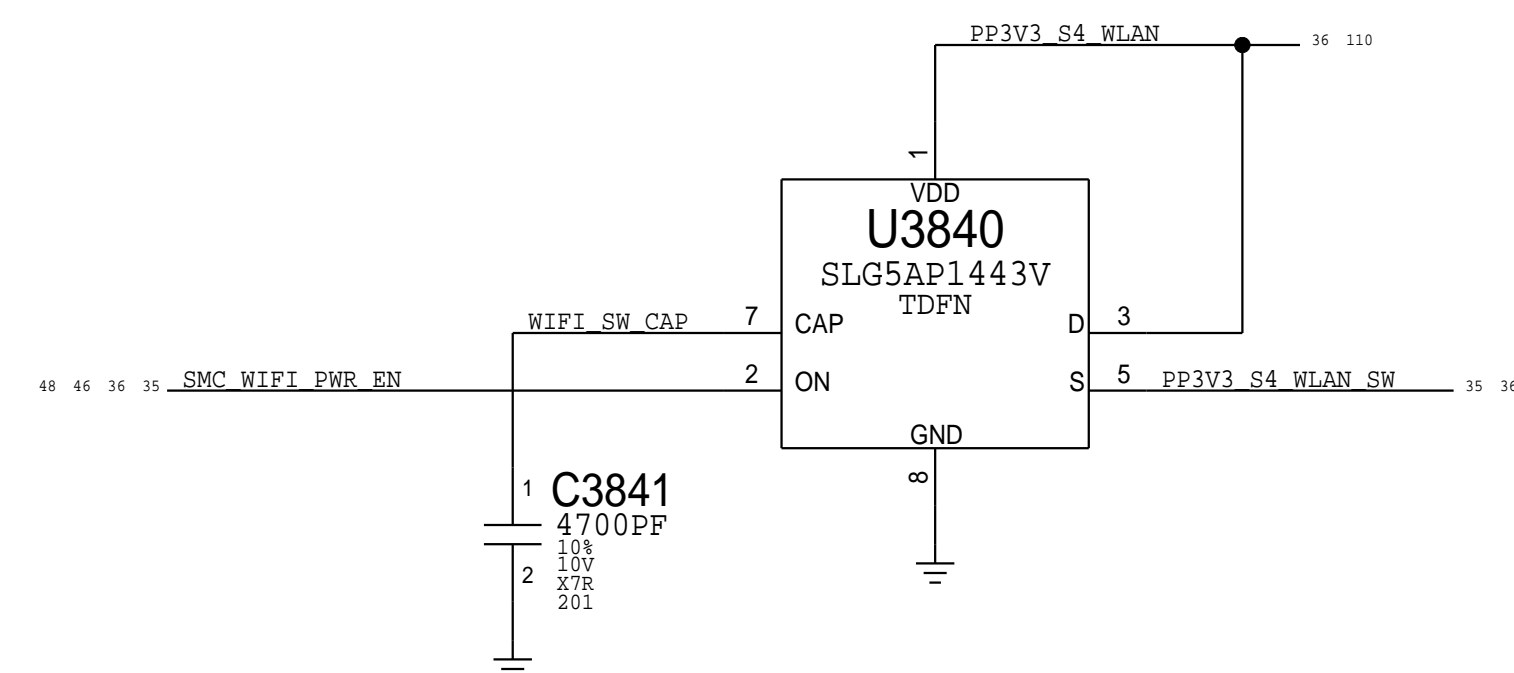 PP3V3_S4_WLAN 36 110
1
VDD
U3840
SLG5AP1443V
TDFN
WIFI_SW_CAP 7 CAP D 3
48 46 36 35 SMC_WIFI_PWR_EN 2 ON S 5 PP3V3_S4_WLAN_SW 35 36
GND
8
1 C3841
4700PF
10%
10V
2 X7R
201